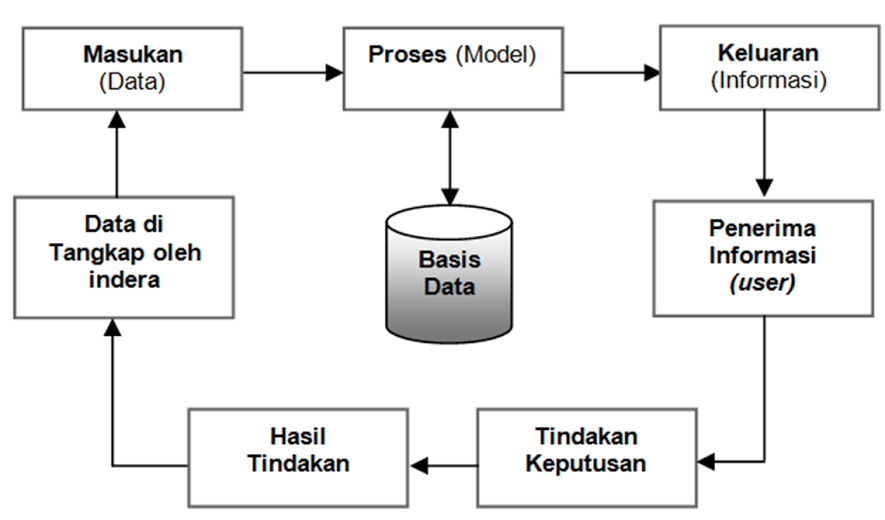 Masukan
(Data)
Proses (Model)
Keluaran
(Informasi)
Data di
Tangkap oleh
indera
Basis
Data
Penerima
Informasi
(user)
Hasil
Tindakan
Tindakan
Keputusan